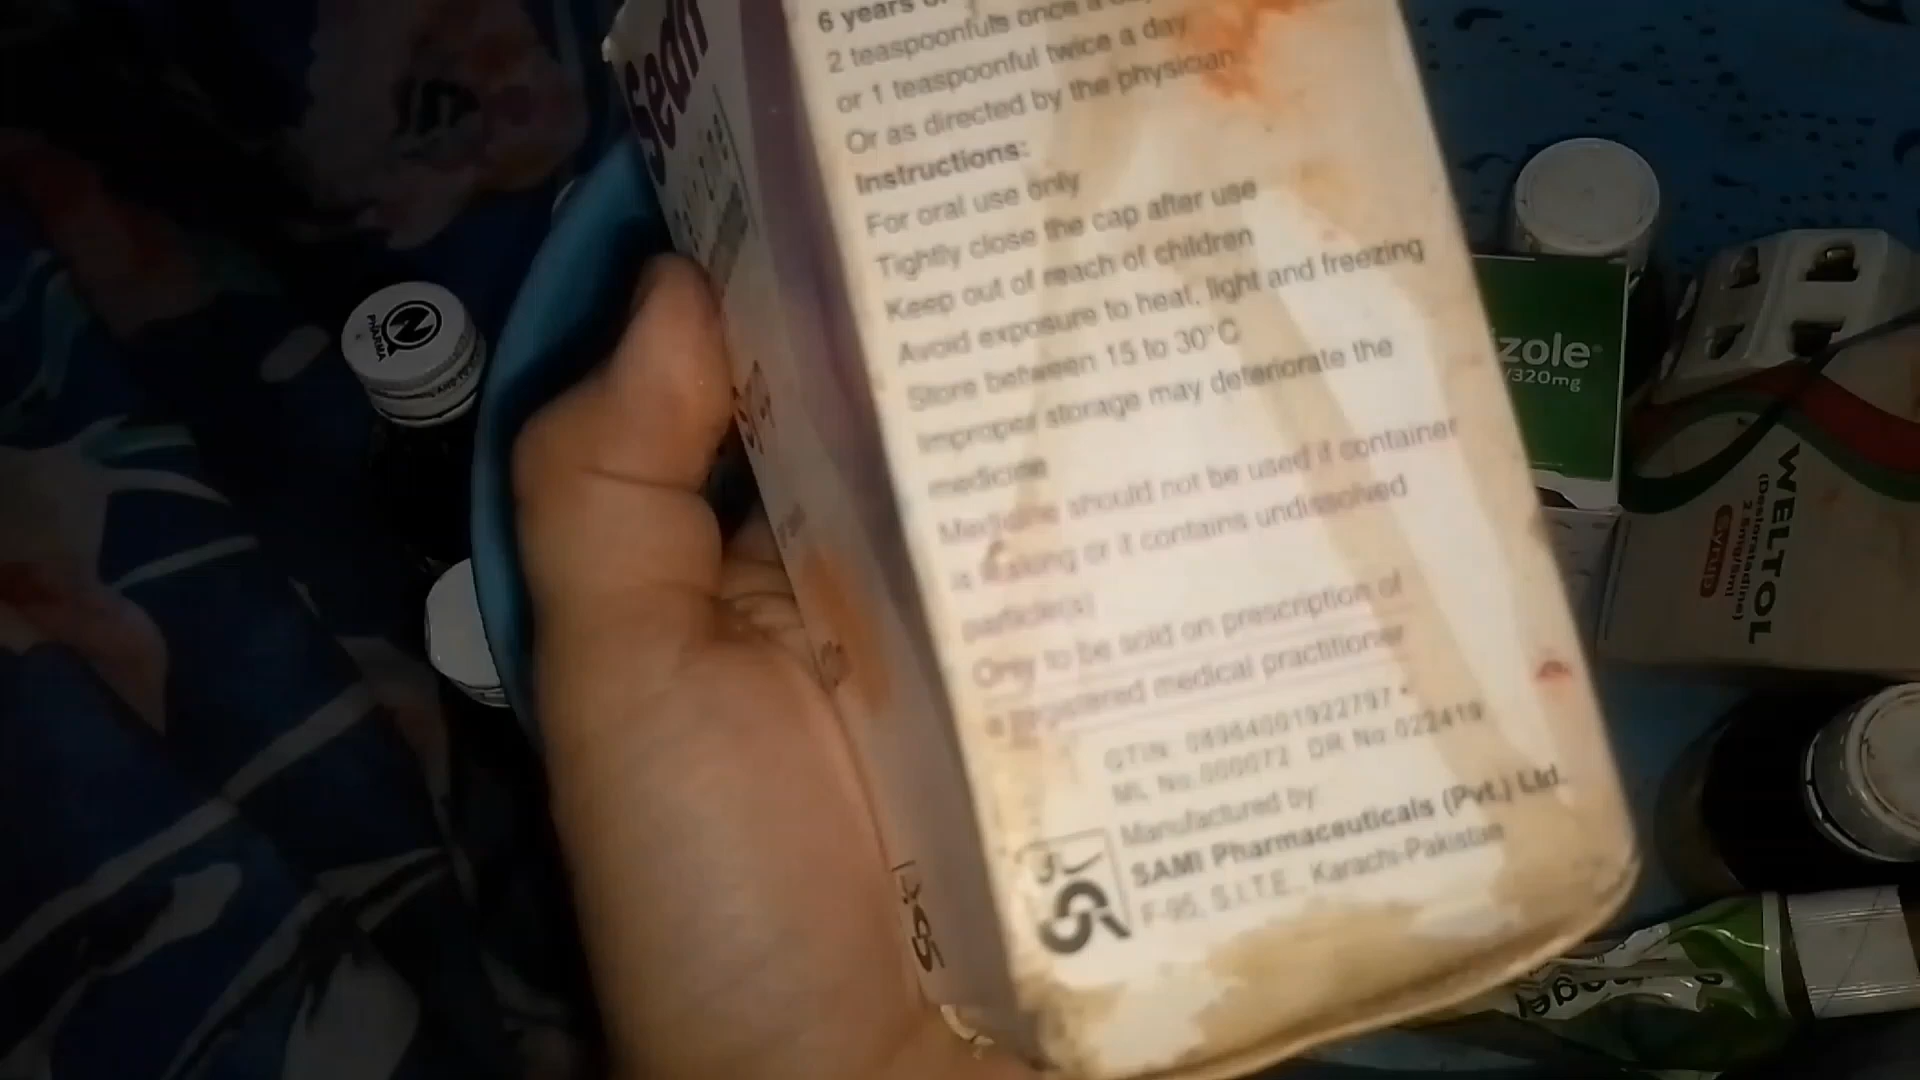 6 years
2 teaspoonfuls once a
or 1 teaspoonful twice a day
Or as directed by the physician
Instructions:
For oral use only
Tightly close the cap after use
Keep out of reach of children
Avoid exposure to heat, light and freezing
Store between 15 to 30°C
Improper storage may deteriorate the
medicine
Medicine should not be used if container
is leaking or it contains undissolved
particle(s)
Only to be sold on prescription of
a registered medical practitioner
GTIN: 08964001922797
ML No.000072 DR No.022419
Manufactured by:
SAMI Pharmaceuticals (Pvt.) Ltd.
F-95, S.I.T.E., Karachi-Pakistan
N
PHARMA
zole
/320mg
WELTOL
(Desloratadine)
2.5mg/5ml
Syrup